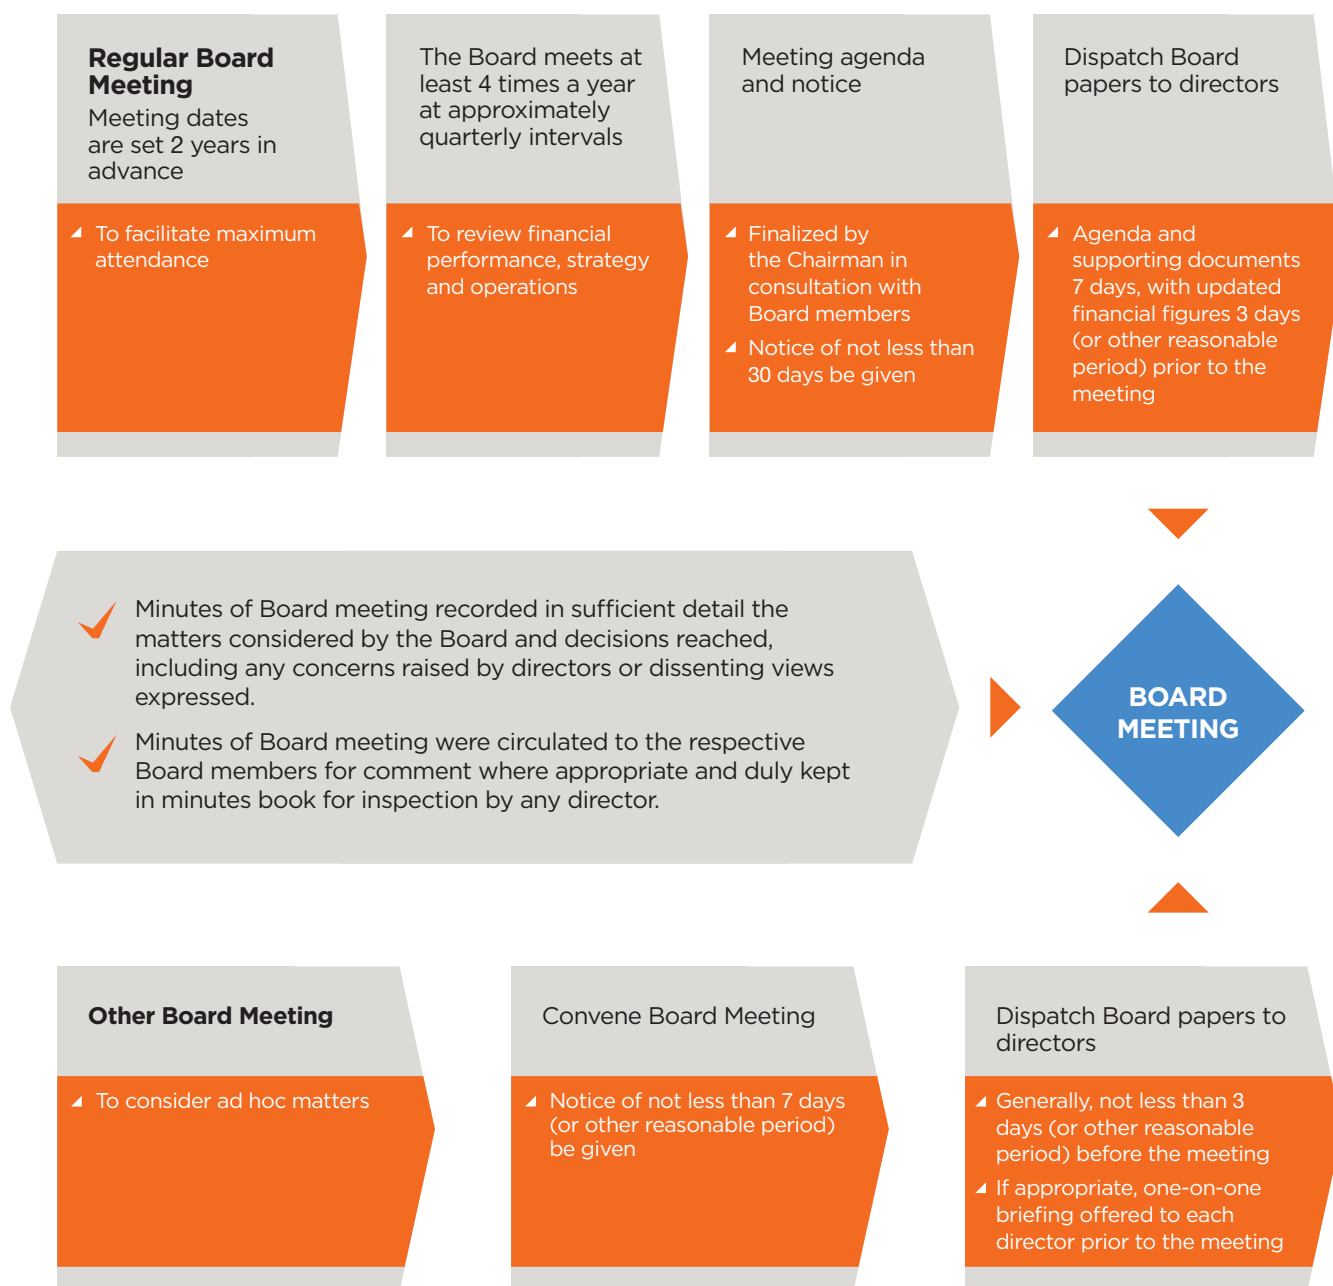 Regular Board
Meeting
Meeting dates
are set 2 years in
advance
To facilitate maximum
attendance
The Board meets at
least 4 times a year
at approximately
quarterly intervals
To review financial
performance, strategy
and operations
Meeting agenda
and notice
Finalized by
the Chairman in
consultation with
Board members
Notice of not less than
30 days be given
Dispatch Board
papers to directors
Agenda and
supporting documents
7 days, with updated
financial figures 3 days
(or other reasonable
period) prior to the
meeting
Minutes of Board meeting recorded in sufficient detail the
matters considered by the Board and decisions reached,
including any concerns raised by directors or dissenting views
expressed.
Minutes of Board meeting were circulated to the respective
Board members for comment where appropriate and duly kept
in minutes book for inspection by any director.
BOARD
MEETING
Other Board Meeting
To consider ad hoc matters
Convene Board Meeting
Notice of not less than 7 days
(or other reasonable period)
be given
Dispatch Board papers to
directors
Generally, not less than 3
days (or other reasonable
period) before the meeting
If appropriate, one-on-one
briefing offered to each
director prior to the meeting